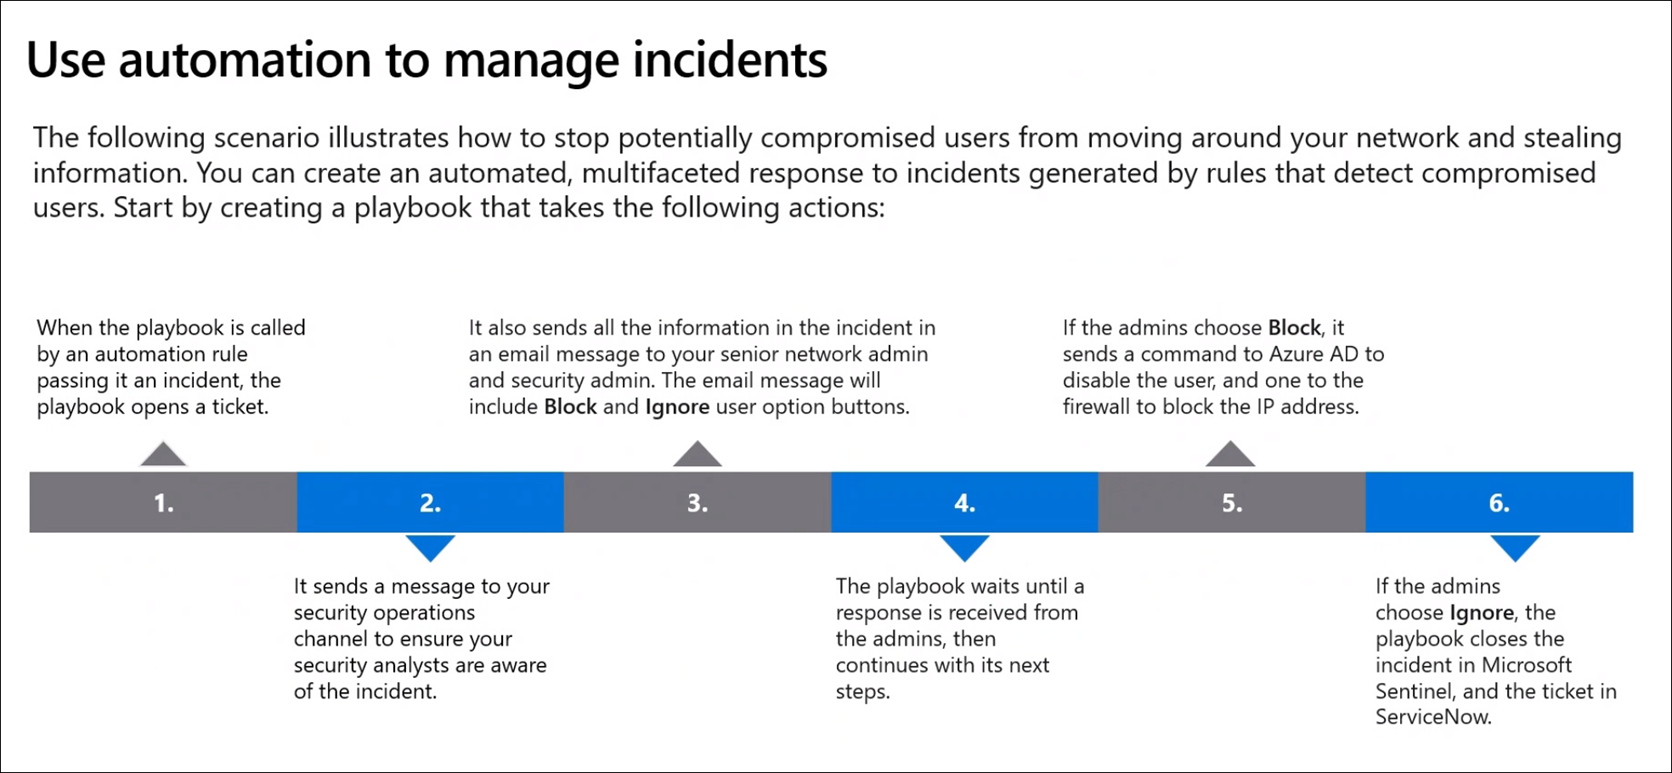 Use automation to manage incidents
The following scenario illustrates how to stop potentially compromised users from moving around your network and stealing
information. You can create an automated, multifaceted response to incidents generated by rules that detect compromised
users. Start by creating a playbook that takes the following actions:
When the playbook is called
by an automation rule
passing it an incident, the
playbook opens a ticket.
It also sends all the information in the incident in
an email message to your senior network admin
and security admin. The email message will
include Block and Ignore user option buttons.
If the admins choose Block, it
sends a command to Azure AD to
disable the user, and one to the
firewall to block the IP address.
1.
2.
3.
4.
5.
6.
It sends a message to your
security operations
channel to ensure your
security analysts are aware
of the incident.
The playbook waits until a
response is received from
the admins, then
continues with its next
steps.
If the admins
choose Ignore, the
playbook closes the
incident in Microsoft
Sentinel, and the ticket in
ServiceNow.